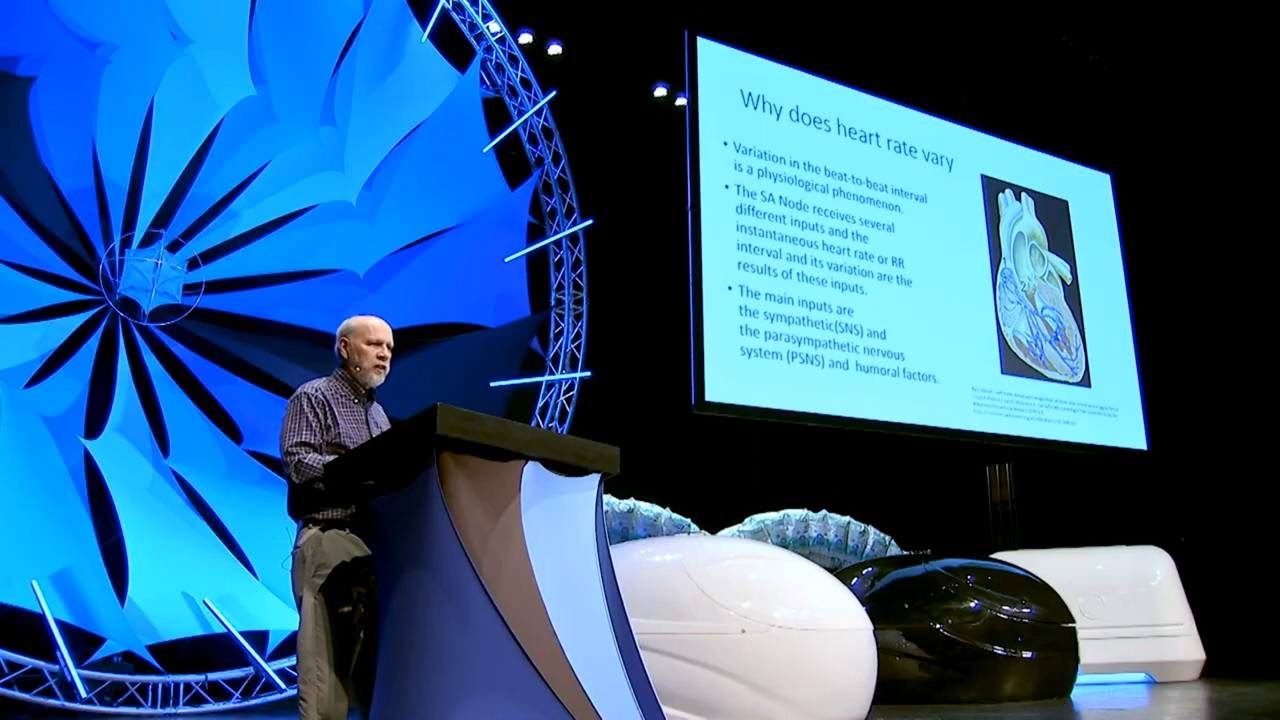 Why does heart rate vary
• Variation in the beat-to-beat interval
is a physiological phenomenon.
• The SA Node receives several
different inputs and the
instantaneous heart rate or RR
interval and its variation are the
results of these inputs.
• The main inputs are
the sympathetic(SNS) and
the parasympathetic nervous
system (PSNS) and humoral factors.